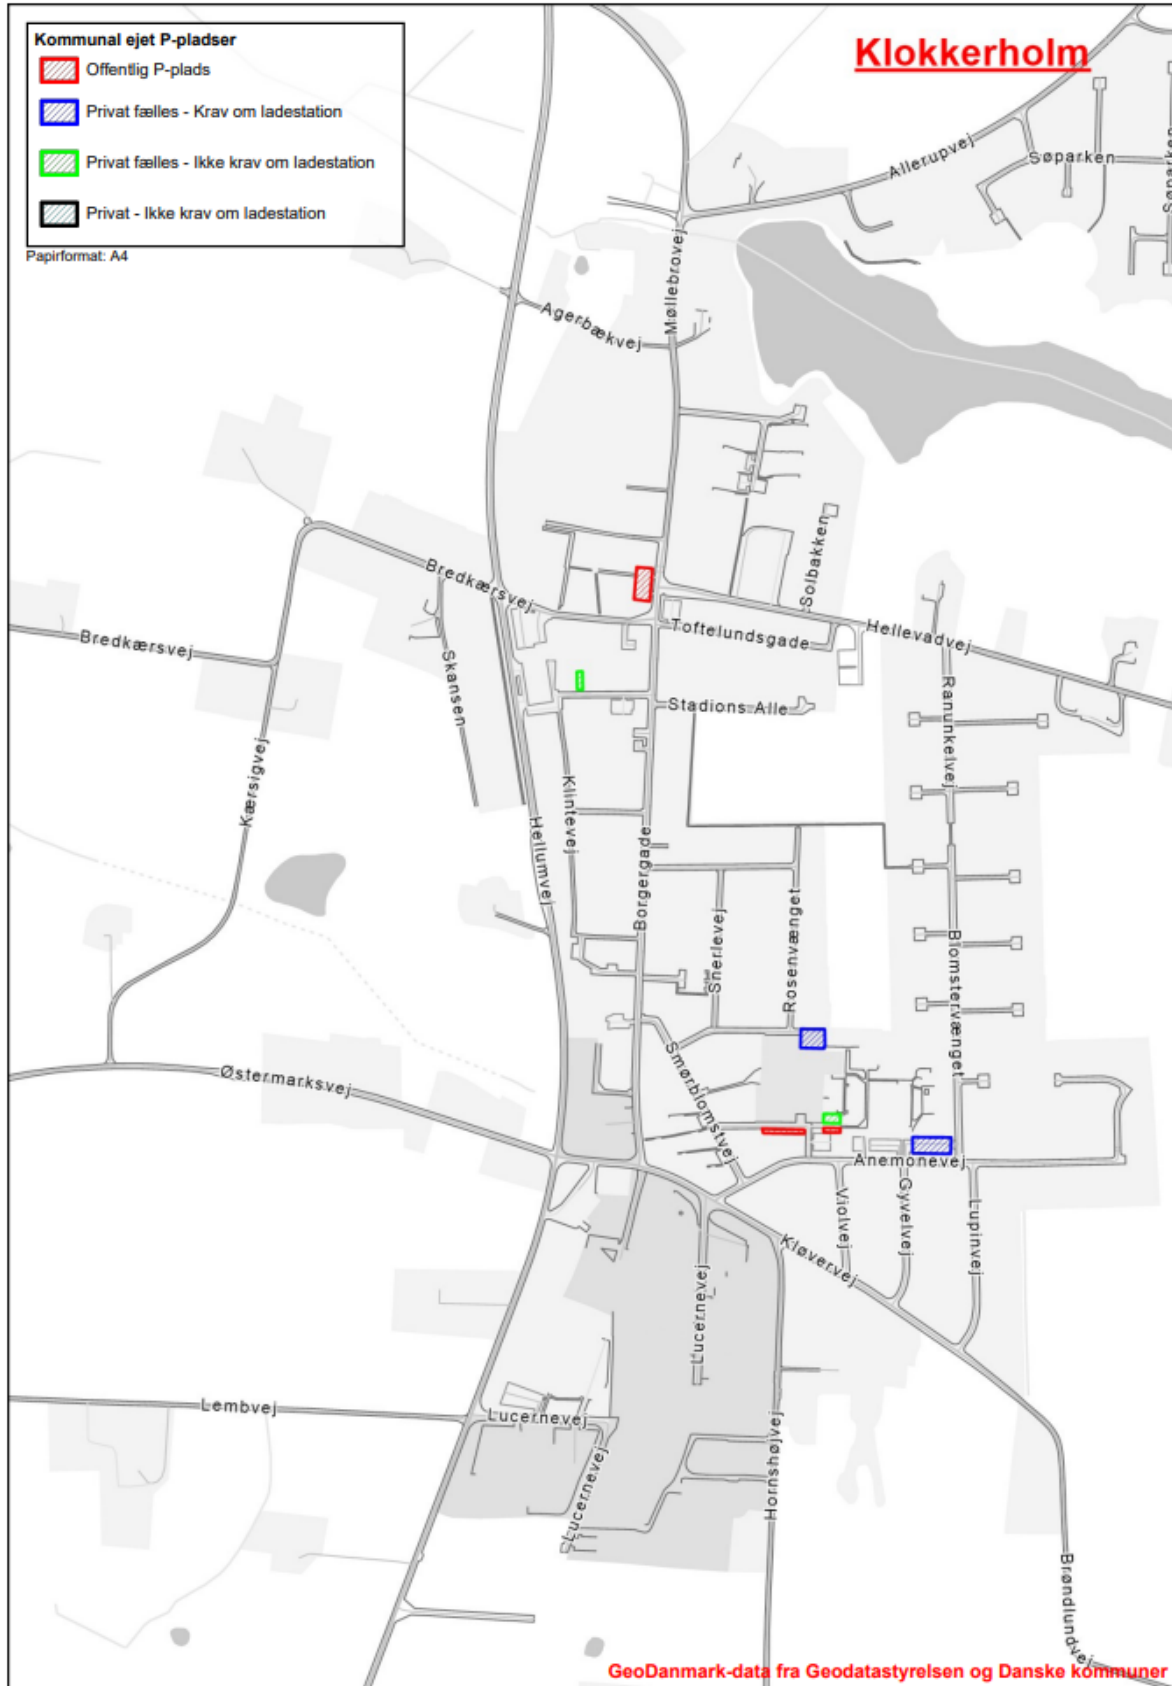 Kommunal ejet P-pladser
Offentlig P-plads
Privat fælles - Krav om ladestation
Privat fælles - Ikke krav om ladestation
Privat - Ikke krav om ladestation
Papirformat: A4
Klokkerholm
Allerupvej
Søparken
Søparken
Møllebrovej
Agerbækvej
Solbakken
Bredkærsvej
Bredkærsvej
Toftelundsgade
Hellevadvej
Skansen
Ranunkelvej
Stadions Alle
Kærsigvej
Klintevej
Hellumvej
Borgergade
Snerlevej
Rosenvænget
Blomstervænget
Smørblomstvej
Østermarksvej
Anemonevej
Violvej
Gyvelvej
Lupinvej
Kløvervej
Lucernevej
Lembvej
Lucernevej
Lucernevej
Hornshøjvej
Brøndlundvej
GeoDanmark-data fra Geodatastyrelsen og Danske kommuner